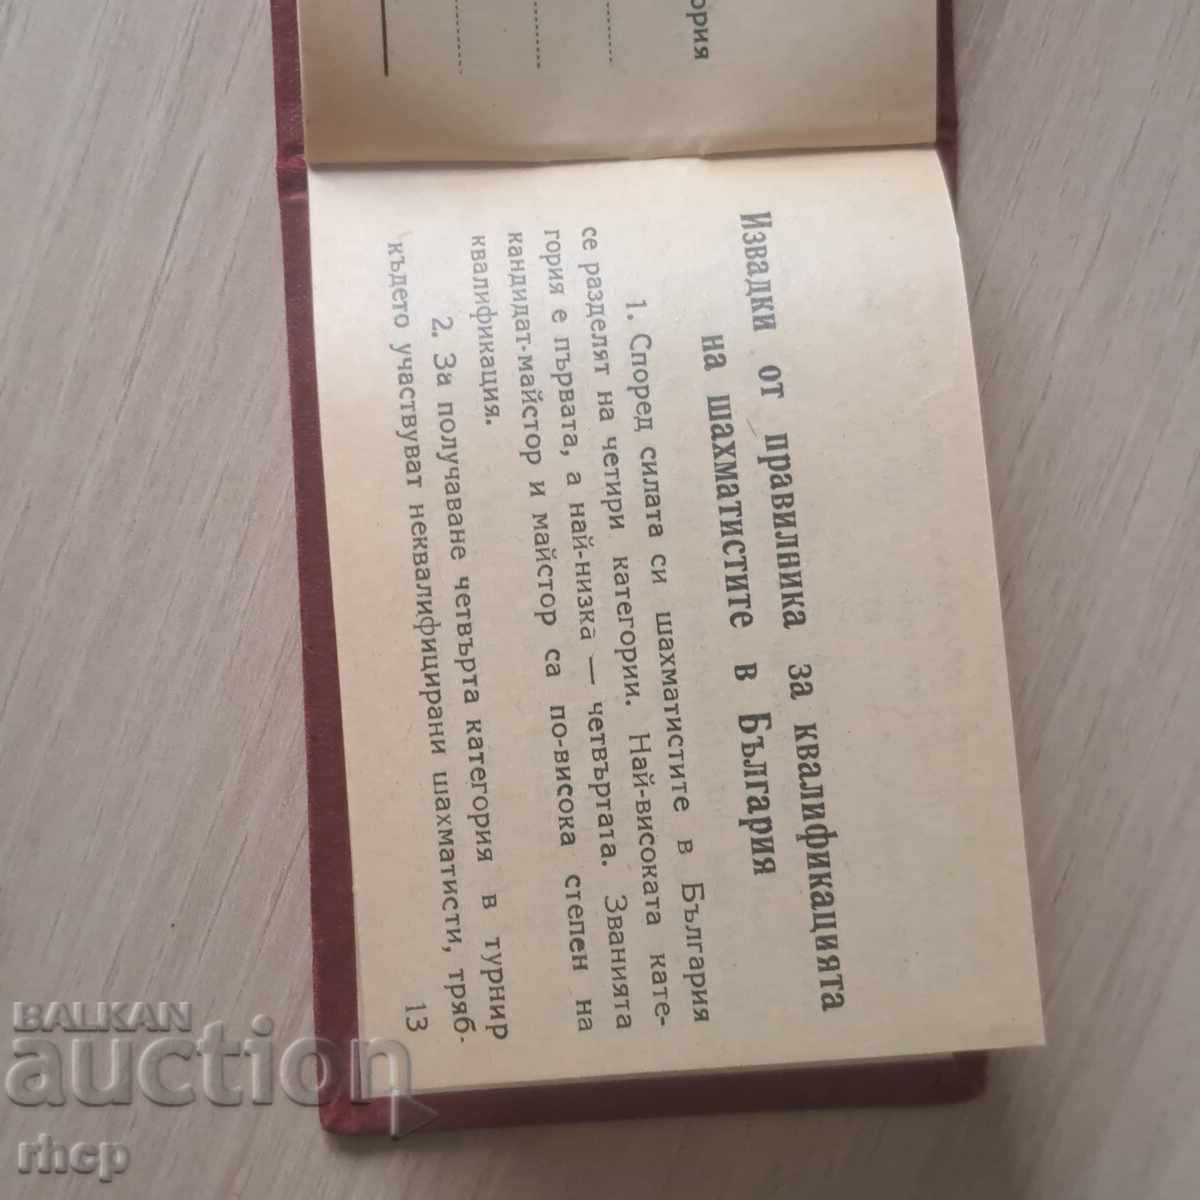 ория
Извадки от правилника за квалификацията
на шахматистите в България
1. Според силата си шахматистите в България
се разделят на четири категории. Най-високата кате-
гория е първата, а най-низка — четвъртата. Званията
кандидат-майстор и майстор са по-висока степен на
квалификация.
2. За получаване четвърта категория в турнир
където участвуват неквалифицирани шахматисти, тряб-
13
BALKAN
auction
rhcp